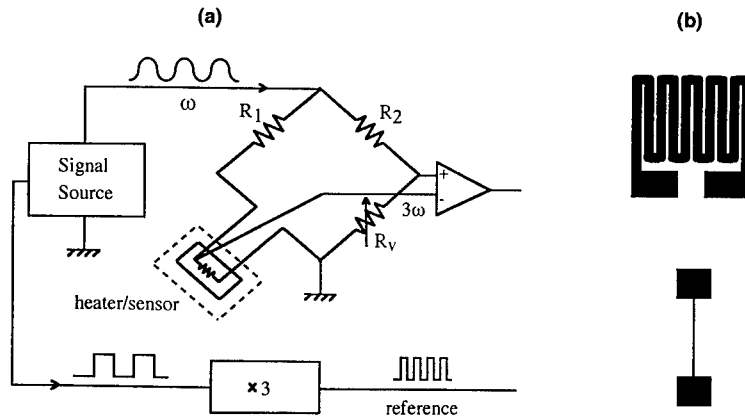 (a)
(b)
ω
R1
R2
Signal
Source
+
-
3ω
Rv
heater/sensor
×3
reference